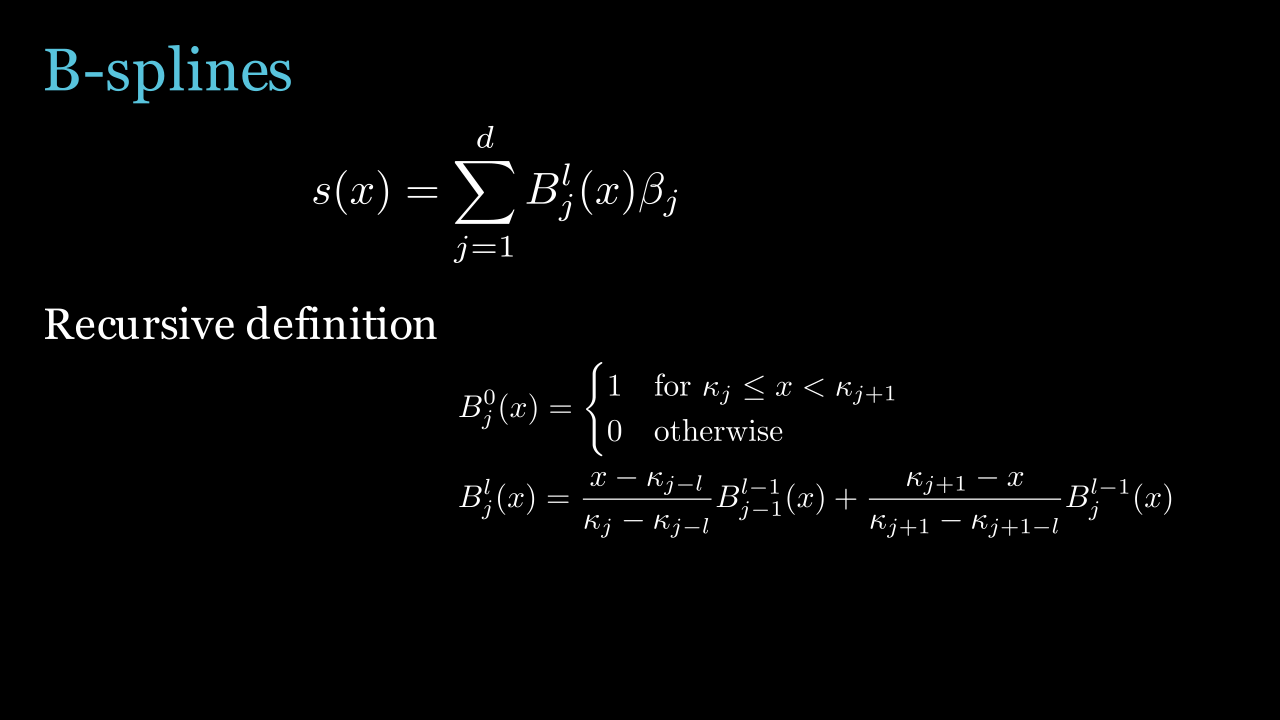 B-splines
$s(x) = \sum_{j=1}^{d} B_j^l(x)\beta_j$
Recursive definition
$B_j^0(x) = \begin{cases} 1 & \text{for } \kappa_j \leq x < \kappa_{j+1} \\ 0 & \text{otherwise} \end{cases}$
$B_j^l(x) = \frac{x - \kappa_{j-l}}{\kappa_j - \kappa_{j-l}} B_{j-1}^{l-1}(x) + \frac{\kappa_{j+1} - x}{\kappa_{j+1} - \kappa_{j+1-l}} B_j^{l-1}(x)$